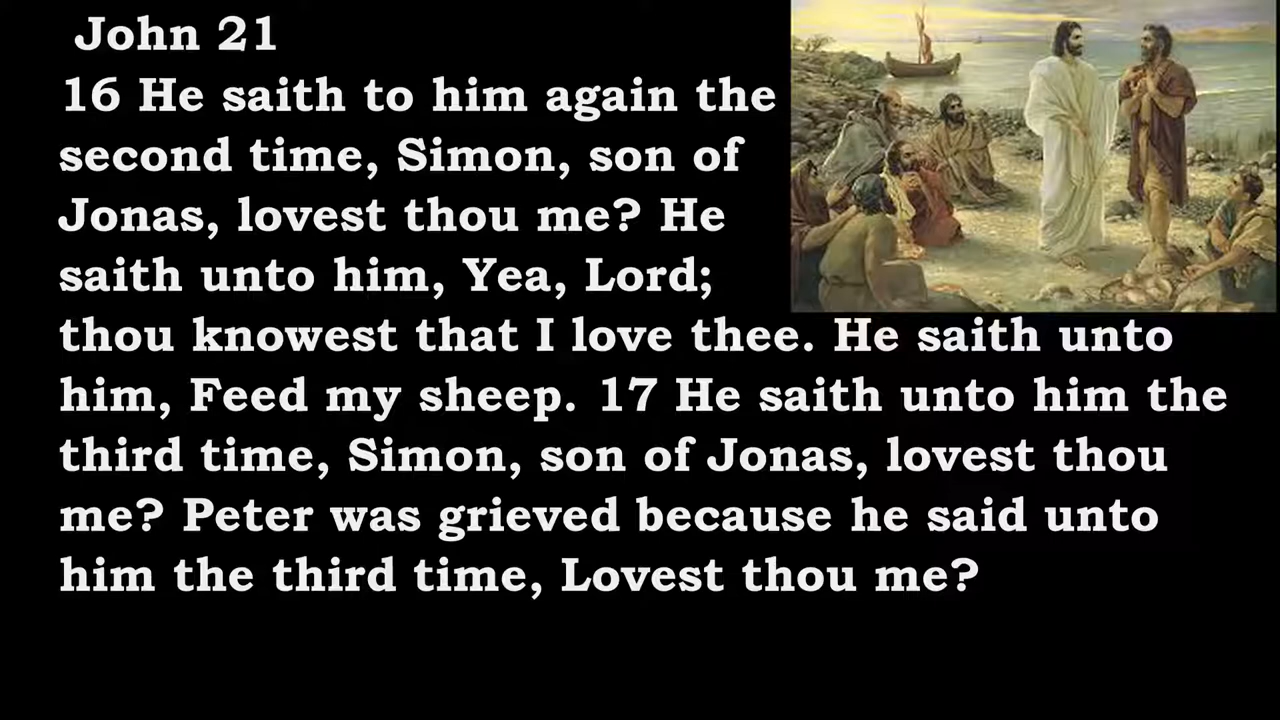 John 21
16 He saith to him again the
second time, Simon, son of
Jonas, lovest thou me? He
saith unto him, Yea, Lord;
thou knowest that I love thee. He saith unto
him, Feed my sheep. 17 He saith unto him the
third time, Simon, son of Jonas, lovest thou
me? Peter was grieved because he said unto
him the third time, Lovest thou me?